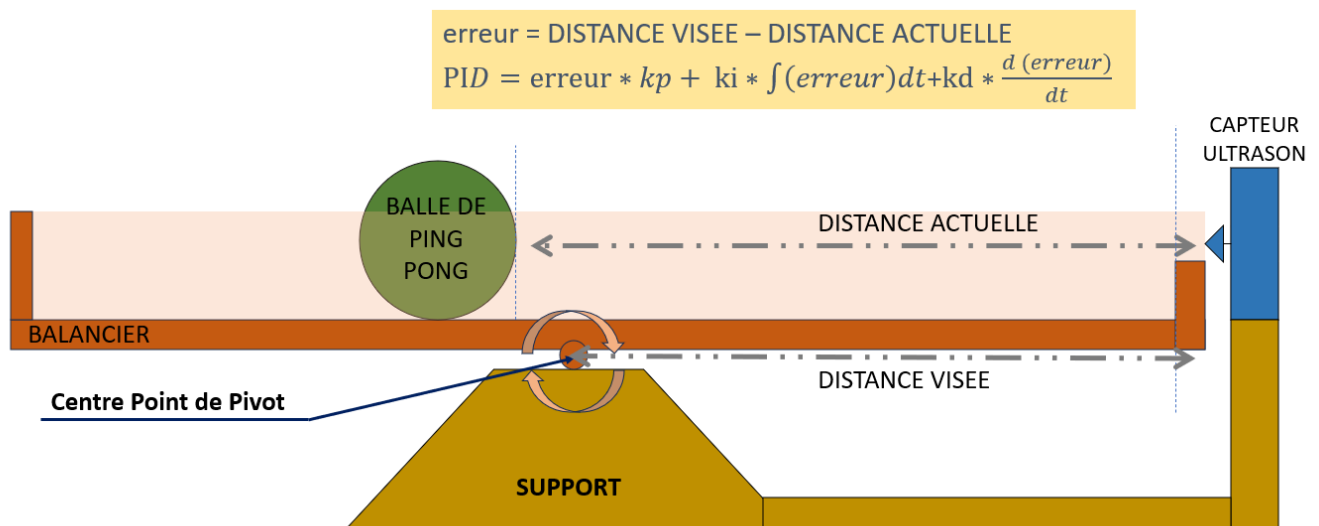 erreur = DISTANCE VISEE – DISTANCE ACTUELLE
PID = erreur * kp + ki * ∫(erreur)dt+kd * d (erreur)/dt
CAPTEUR
ULTRASON
BALLE DE
PING
PONG
DISTANCE ACTUELLE
BALANCIER
DISTANCE VISEE
Centre Point de Pivot
SUPPORT